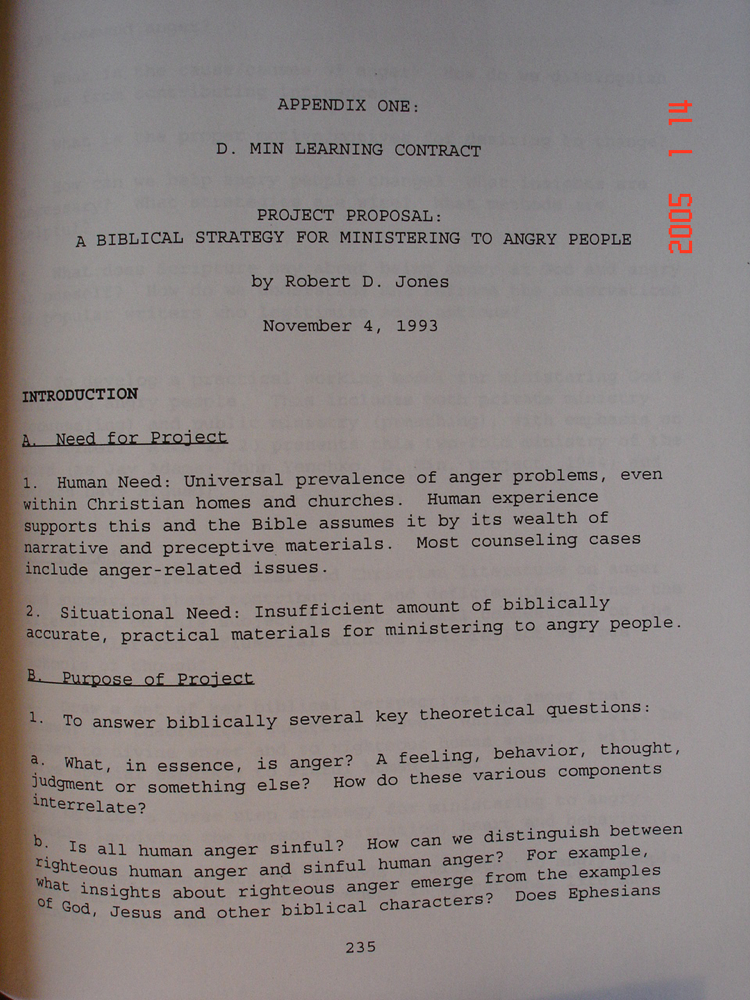 APPENDIX ONE:
D. MIN LEARNING CONTRACT
PROJECT PROPOSAL:
A BIBLICAL STRATEGY FOR MINISTERING TO ANGRY PEOPLE
by Robert D. Jones
November 4, 1993
INTRODUCTION
A. Need for Project
1. Human Need: Universal prevalence of anger problems, even
within Christian homes and churches. Human experience
supports this and the Bible assumes it by its wealth of
narrative and preceptive materials. Most counseling cases
include anger-related issues.
2. Situational Need: Insufficient amount of biblically
accurate, practical materials for ministering to angry people.
B. Purpose of Project
1. To answer biblically several key theoretical questions:
a. What, in essence, is anger? A feeling, behavior, thought,
judgment or something else? How do these various components
interrelate?
b. Is all human anger sinful? How can we distinguish between
righteous human anger and sinful human anger? For example,
what insights about righteous anger emerge from the examples
of God, Jesus and other biblical characters? Does Ephesians
235
2005 1 14